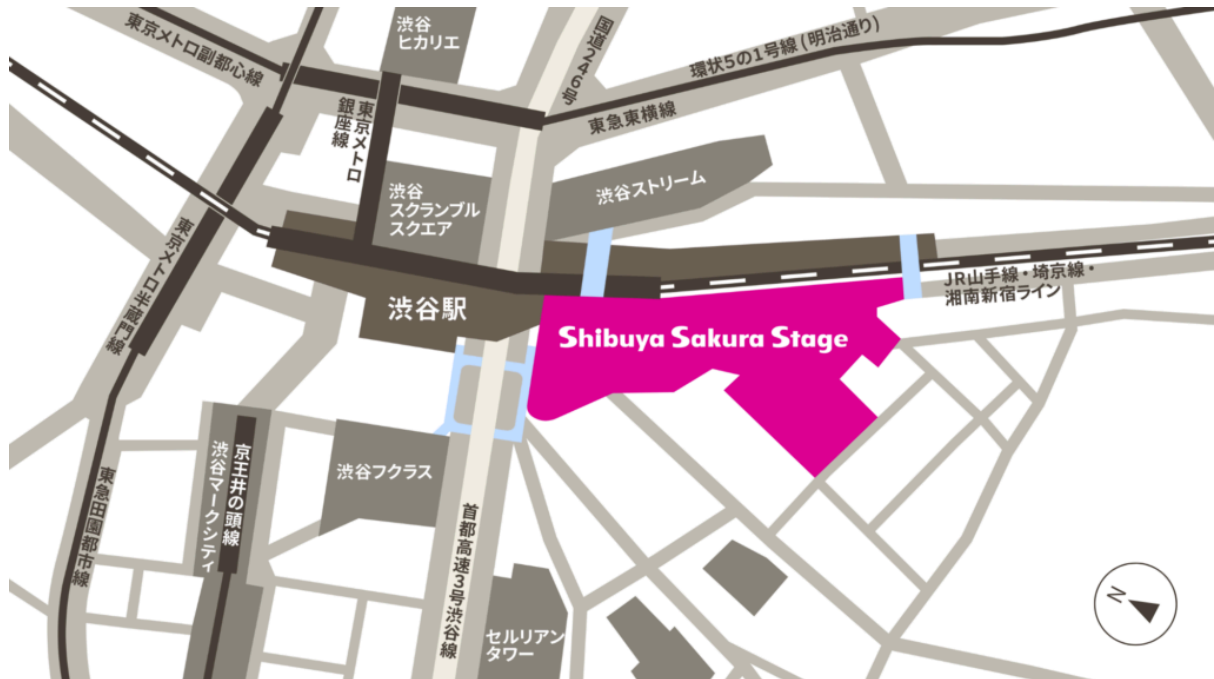 東京メトロ副都心線
渋谷
ヒカリエ
国道246号
環状5の1号線(明治通り)
東急東横線
東京メトロ
銀座線
渋谷
スクランブル
スクエア
渋谷ストリーム
東京メトロ半蔵門線
渋谷駅
JR山手線・埼京線・
湘南新宿ライン
Shibuya Sakura Stage
京王井の頭線
渋谷マークシティ
渋谷フクラス
東急田園都市線
首都高速3号渋谷線
セルリアン
タワー
N